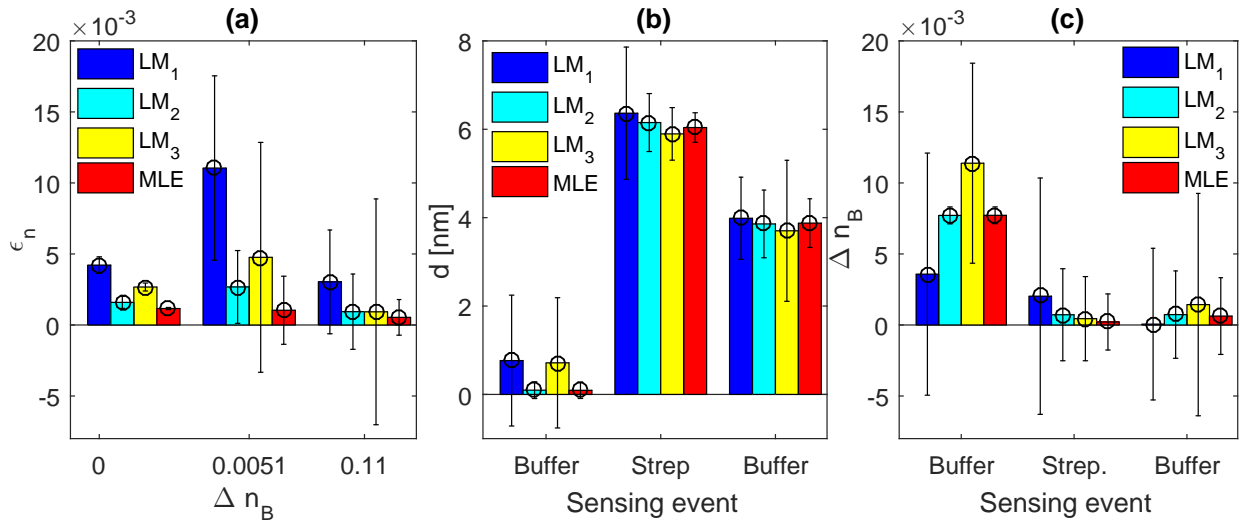 (a)
×10⁻³
20
15
10
5
0
-5
ϵₙ
LM₁
LM₂
LM₃
MLE
0 0.0051 0.11
Δ n_B
(b)
8
6
4
2
0
d [nm]
LM₁
LM₂
LM₃
MLE
Buffer Strep Buffer
Sensing event
(c)
×10⁻³
20
15
10
5
0
-5
Δ n_B
LM₁
LM₂
LM₃
MLE
Buffer Strep. Buffer
Sensing event